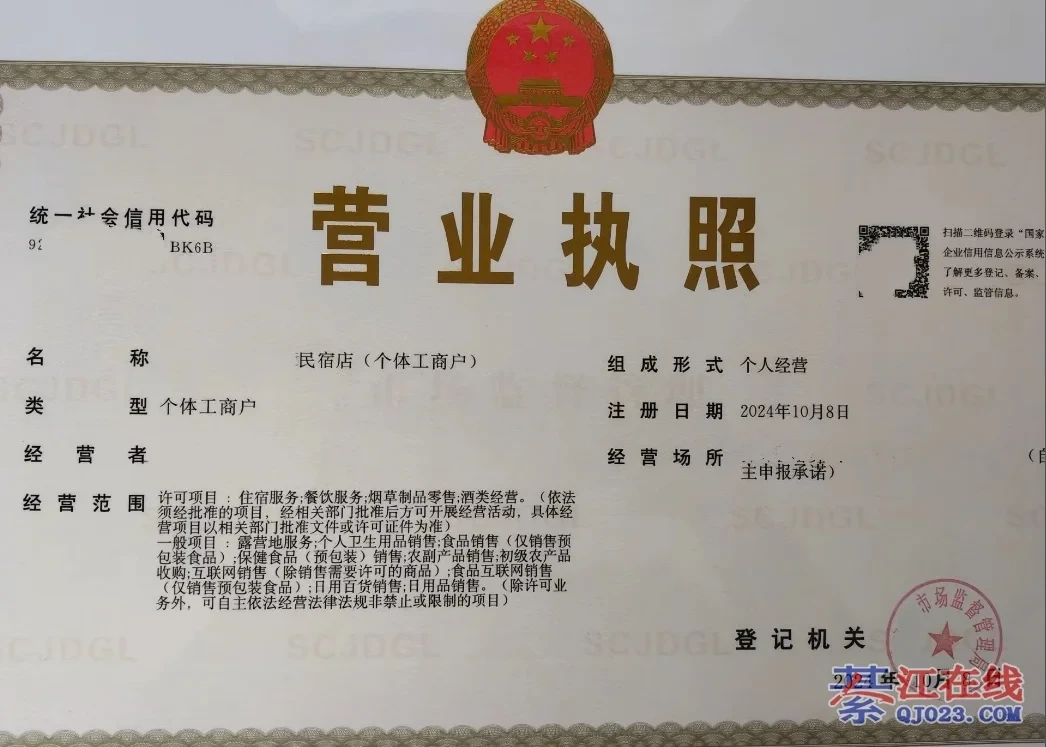 营业执照
统一社会信用代码
92
BK6B
扫描二维码登录“国家
企业信用信息公示系统
了解更多登记、备案、
许可、监管信息。
名称 民宿店（个体工商户）
类型 个体工商户
经营者
经营范围 许可项目：住宿服务;餐饮服务;烟草制品零售;酒类经营。（依法
须经批准的项目，经相关部门批准后方可开展经营活动，具体经
营项目以相关部门批准文件或许可证件为准）
一般项目：露营地服务;个人卫生用品销售;食品销售（仅销售预
包装食品）;保健食品（预包装）销售;农副产品销售;初级农产品
收购;互联网销售（除销售需要许可的商品）;食品互联网销售
（仅销售预包装食品）;日用百货销售;日用品销售。（除许可业
务外，可自主依法经营法律法规非禁止或限制的项目）
组成形式 个人经营
注册日期 2024年10月8日
经营场所 （自
主申报承诺）
登记机关
市场监督管理局
年10月
綦江在线
QJ023.COM
SCJDGL
SCJDGL
SCJDGL
SCJDGL